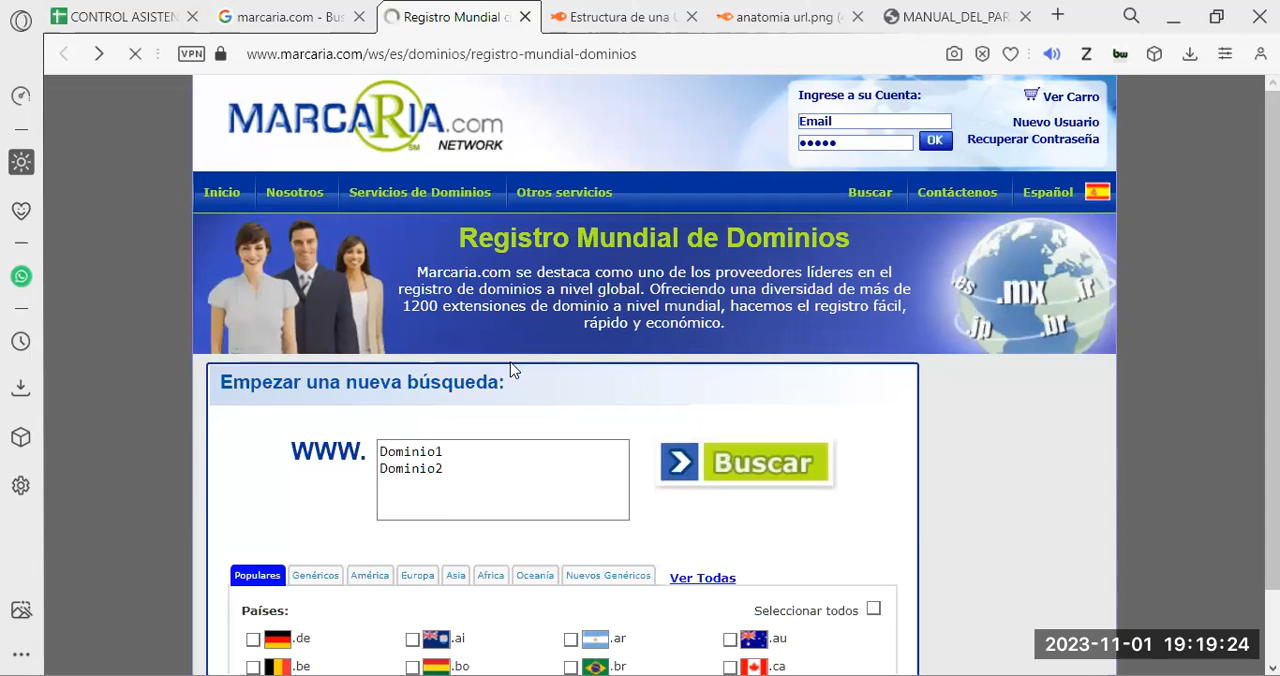 CONTROL ASISTEN
marcaria.com - Bus
Registro Mundial d
Estructura de una U
anatomia url.png (4
MANUAL_DEL_PAR
VPN
www.marcaria.com/ws/es/dominios/registro-mundial-dominios
Z
bw
MARCARIA.com
SM
NETWORK
Ingrese a su Cuenta:
Ver Carro
Email
Nuevo Usuario
●●●●●
OK
Recuperar Contraseña
Inicio
Nosotros
Servicios de Dominios
Otros servicios
Buscar
Contáctenos
Español
Registro Mundial de Dominios
Marcaria.com se destaca como uno de los proveedores líderes en el
registro de dominios a nivel global. Ofreciendo una diversidad de más de
1200 extensiones de dominio a nivel mundial, hacemos el registro fácil,
rápido y económico.
.es
.mx
.ir
.jp
.br
Empezar una nueva búsqueda:
WWW.
Dominio1
Dominio2
Buscar
Populares
Genéricos
América
Europa
Asia
Africa
Oceanía
Nuevos Genéricos
Ver Todas
Países:
Seleccionar todos
.de
.ai
.ar
.au
.be
.bo
.br
.ca
2023-11-01 19:19:24